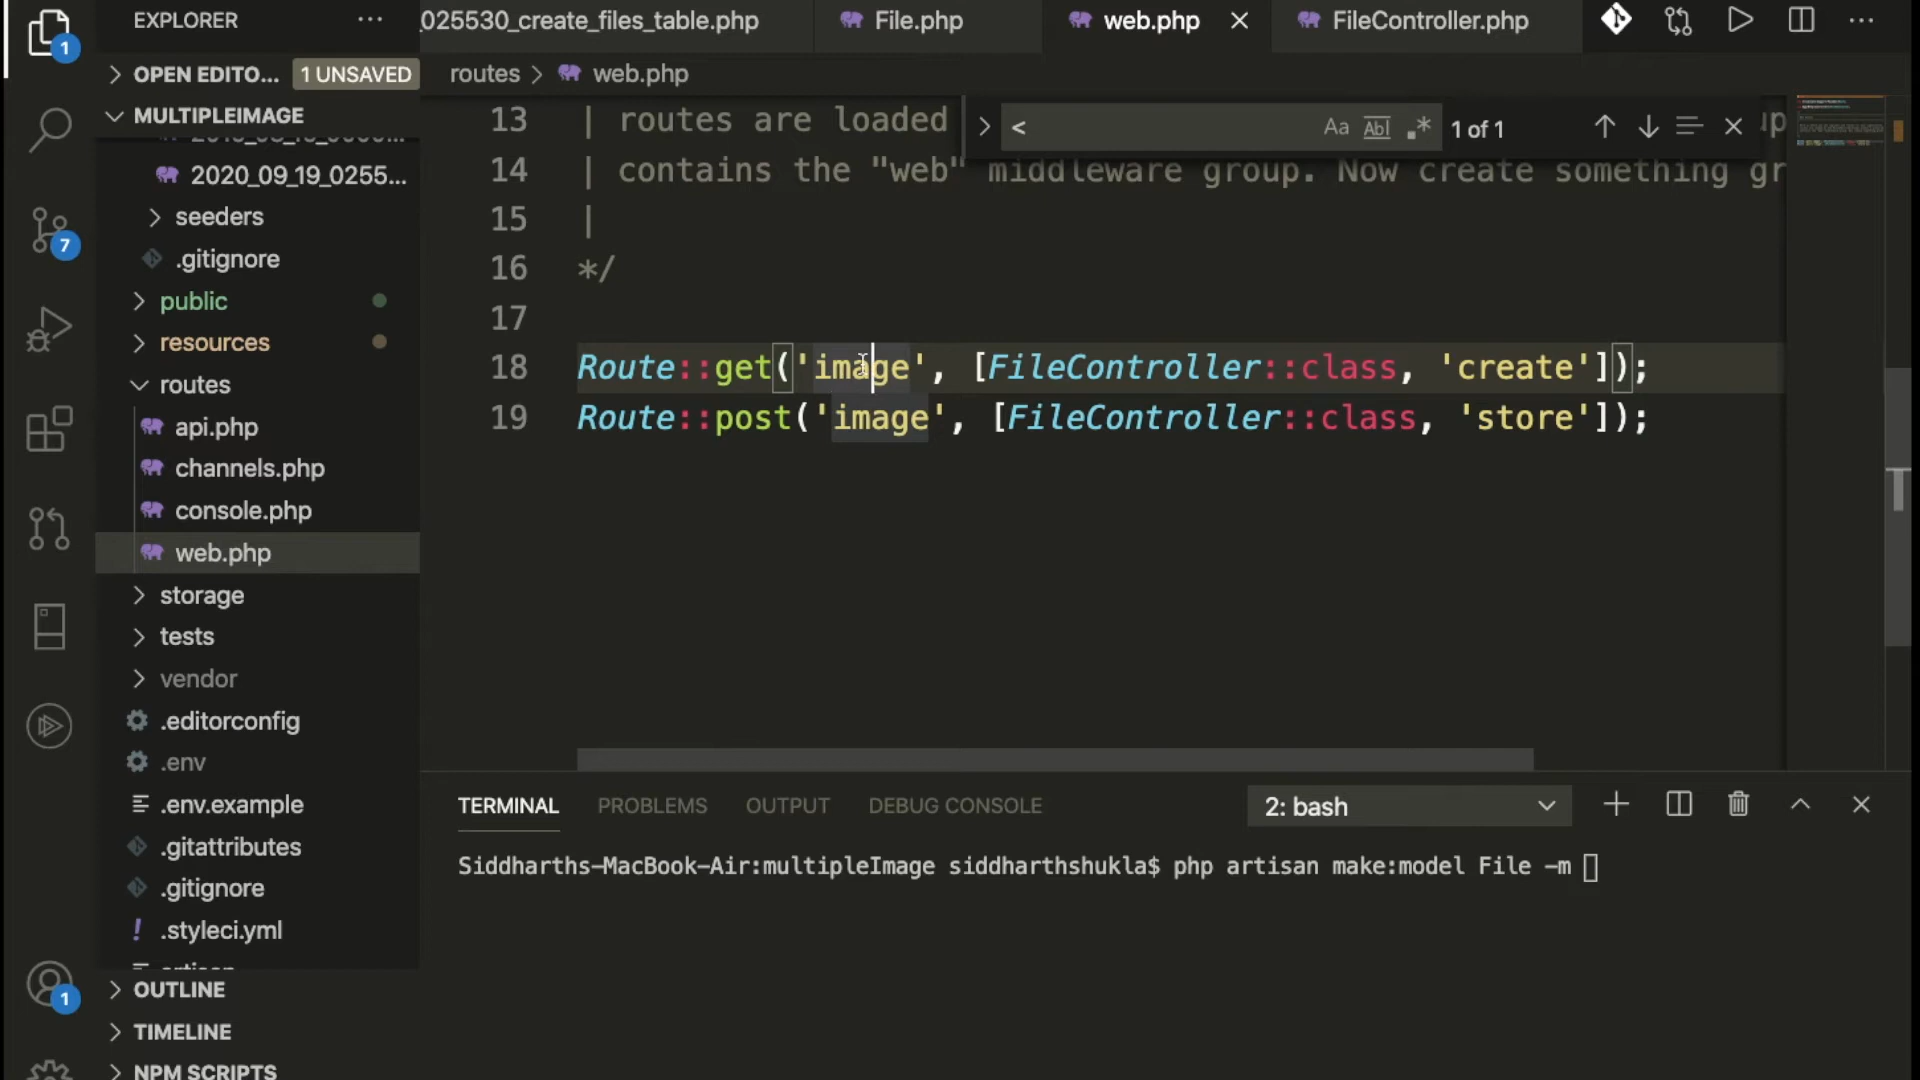 EXPLORER
025530_create_files_table.php
File.php
web.php
FileController.php
1
OPEN EDITO... 1 UNSAVED
routes > web.php
MULTIPLEIMAGE
2020_09_19_0255...
seeders
.gitignore
public
resources
routes
api.php
channels.php
console.php
web.php
storage
tests
vendor
.editorconfig
.env
.env.example
.gitattributes
.gitignore
.styleci.yml
artisan
OUTLINE
TIMELINE
NPM SCRIPTS
7
1
< Aa Abl .* 1 of 1
13 | routes are loaded
14 | contains the "web" middleware group. Now create something gr
15 |
16 */
17
18 Route::get('image', [FileController::class, 'create']);
19 Route::post('image', [FileController::class, 'store']);
TERMINAL PROBLEMS OUTPUT DEBUG CONSOLE 2: bash
Siddharths-MacBook-Air:multipleImage siddharthshukla$ php artisan make:model File -m